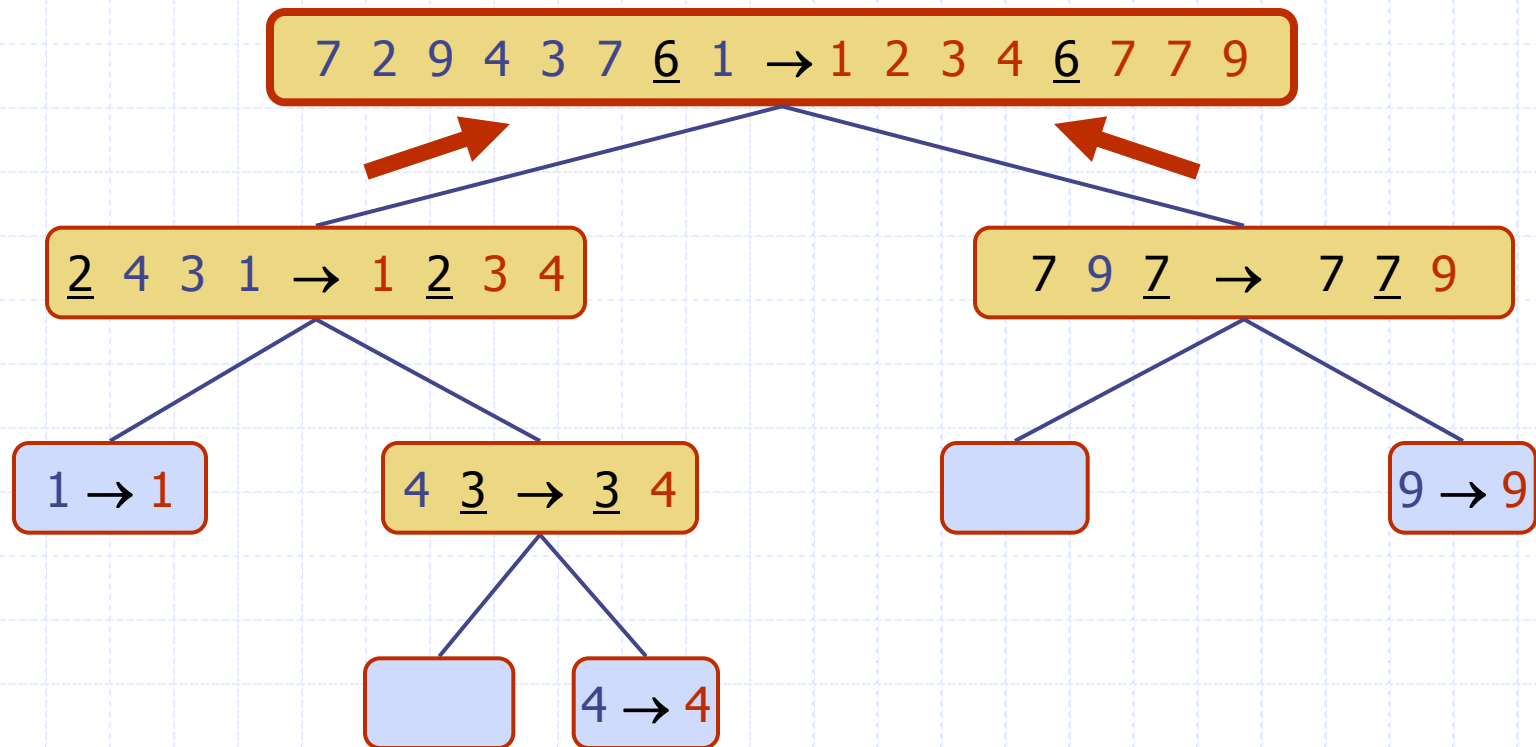 7 2 9 4 3 7 6 1 → 1 2 3 4 6 7 7 9
2 4 3 1 → 1 2 3 4
7 9 7 → 7 7 9
1 → 1
4 3 → 3 4
9 → 9
4 → 4